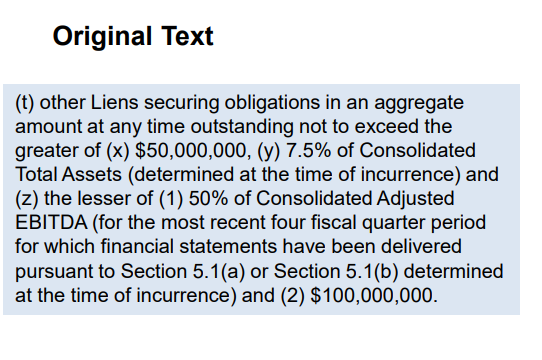 Original Text
(t) other Liens securing obligations in an aggregate
amount at any time outstanding not to exceed the
greater of (x) $50,000,000, (y) 7.5% of Consolidated
Total Assets (determined at the time of incurrence) and
(z) the lesser of (1) 50% of Consolidated Adjusted
EBITDA (for the most recent four fiscal quarter period
for which financial statements have been delivered
pursuant to Section 5.1(a) or Section 5.1(b) determined
at the time of incurrence) and (2) $100,000,000.